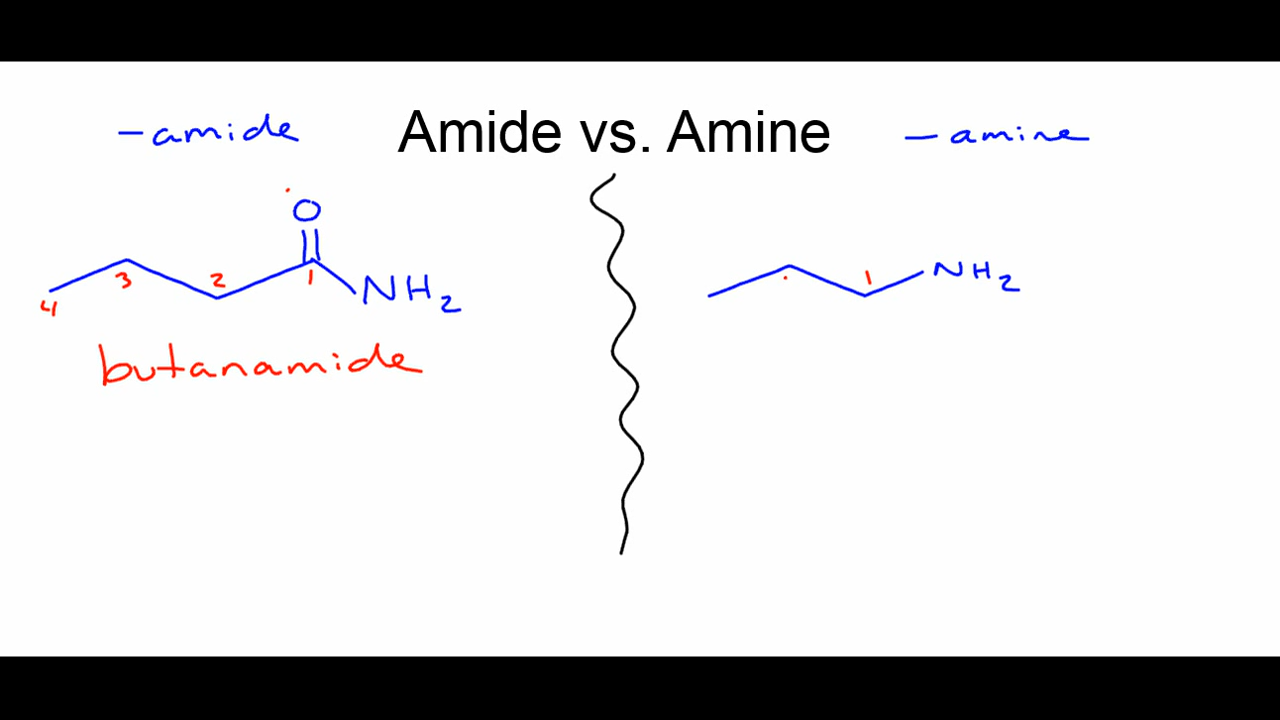 -amide
Amide vs. Amine
-amine
O
4 3 2 1 NH2
butanamide
1 NH2